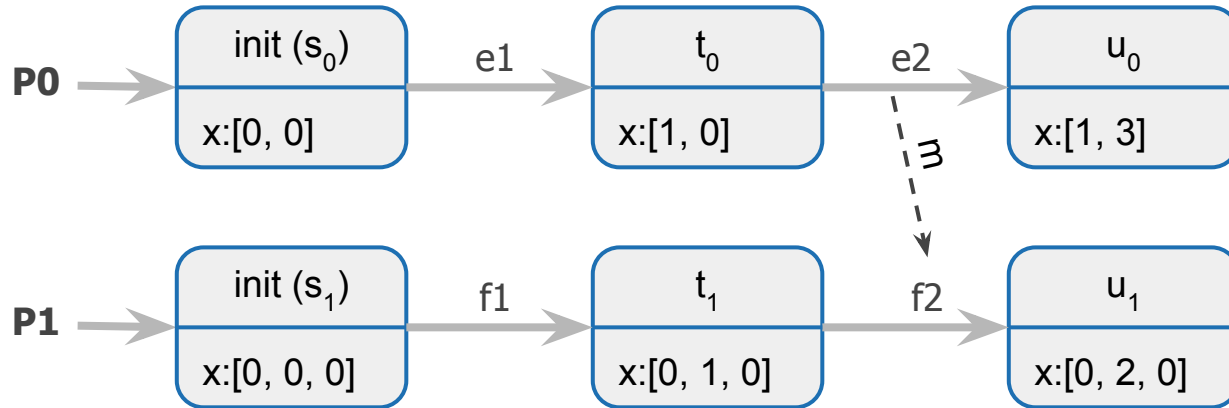 P0
init (s₀)
e1
t₀
e2
u₀
x:[0, 0]
x:[1, 0]
x:[1, 3]
m
P1
init (s₁)
f1
t₁
f2
u₁
x:[0, 0, 0]
x:[0, 1, 0]
x:[0, 2, 0]